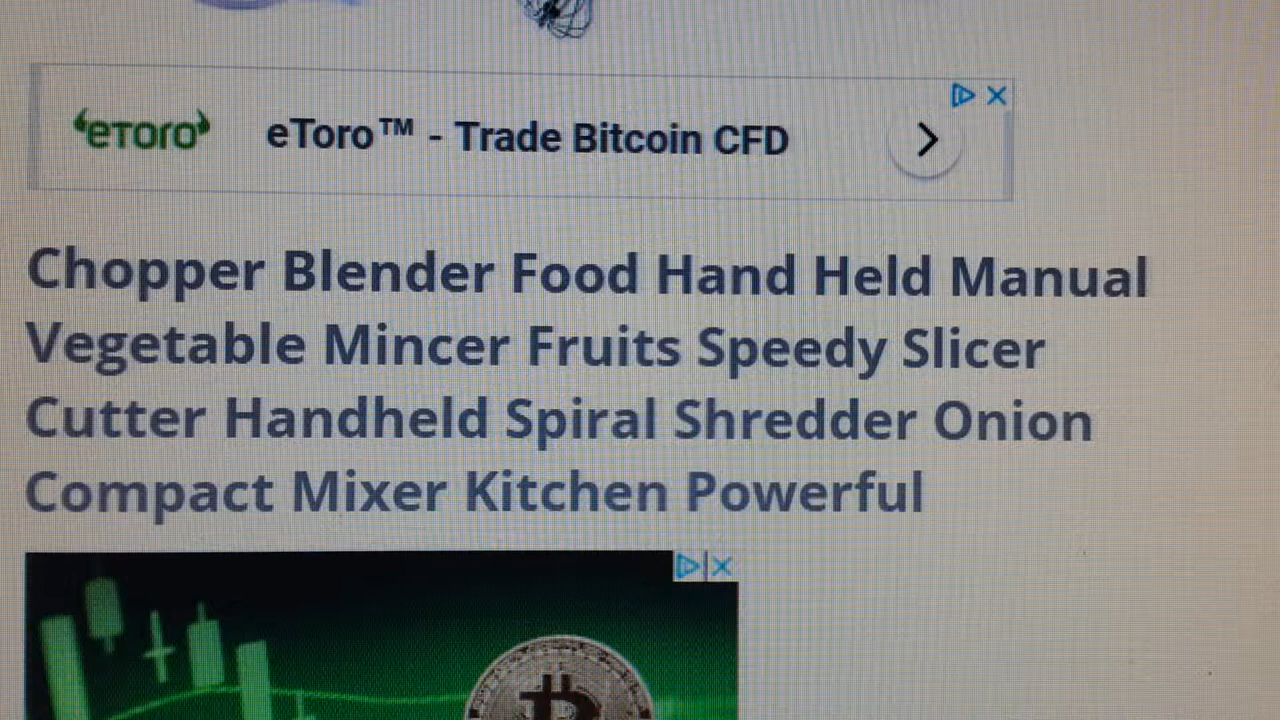 eToro
eToro™ - Trade Bitcoin CFD
Chopper Blender Food Hand Held Manual
Vegetable Mincer Fruits Speedy Slicer
Cutter Handheld Spiral Shredder Onion
Compact Mixer Kitchen Powerful